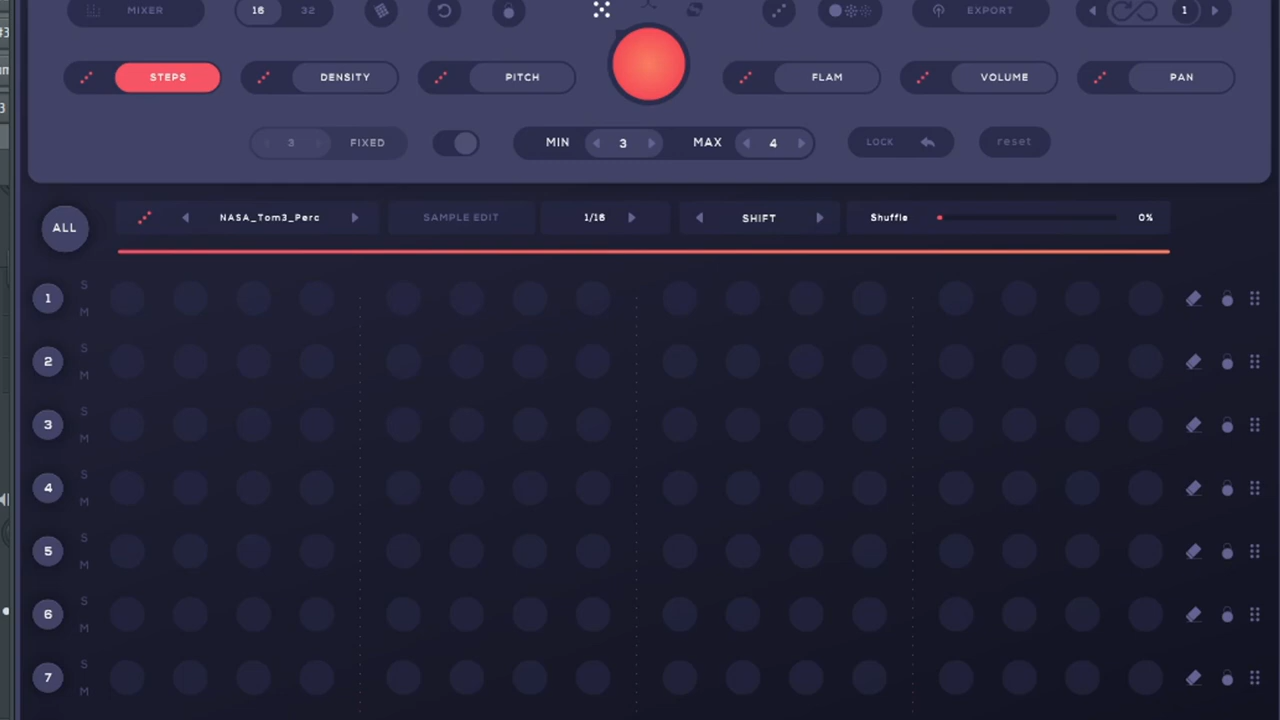 MIXER 16 32 EXPORT 1
STEPS DENSITY PITCH FLAM VOLUME PAN
3 FIXED MIN 3 MAX 4 LOCK reset
ALL NASA_Tom3_Perc SAMPLE EDIT 1/16 SHIFT Shuffle 0%
S
1
M
S
2
M
S
3
M
S
4
M
S
5
M
S
6
M
S
7
M